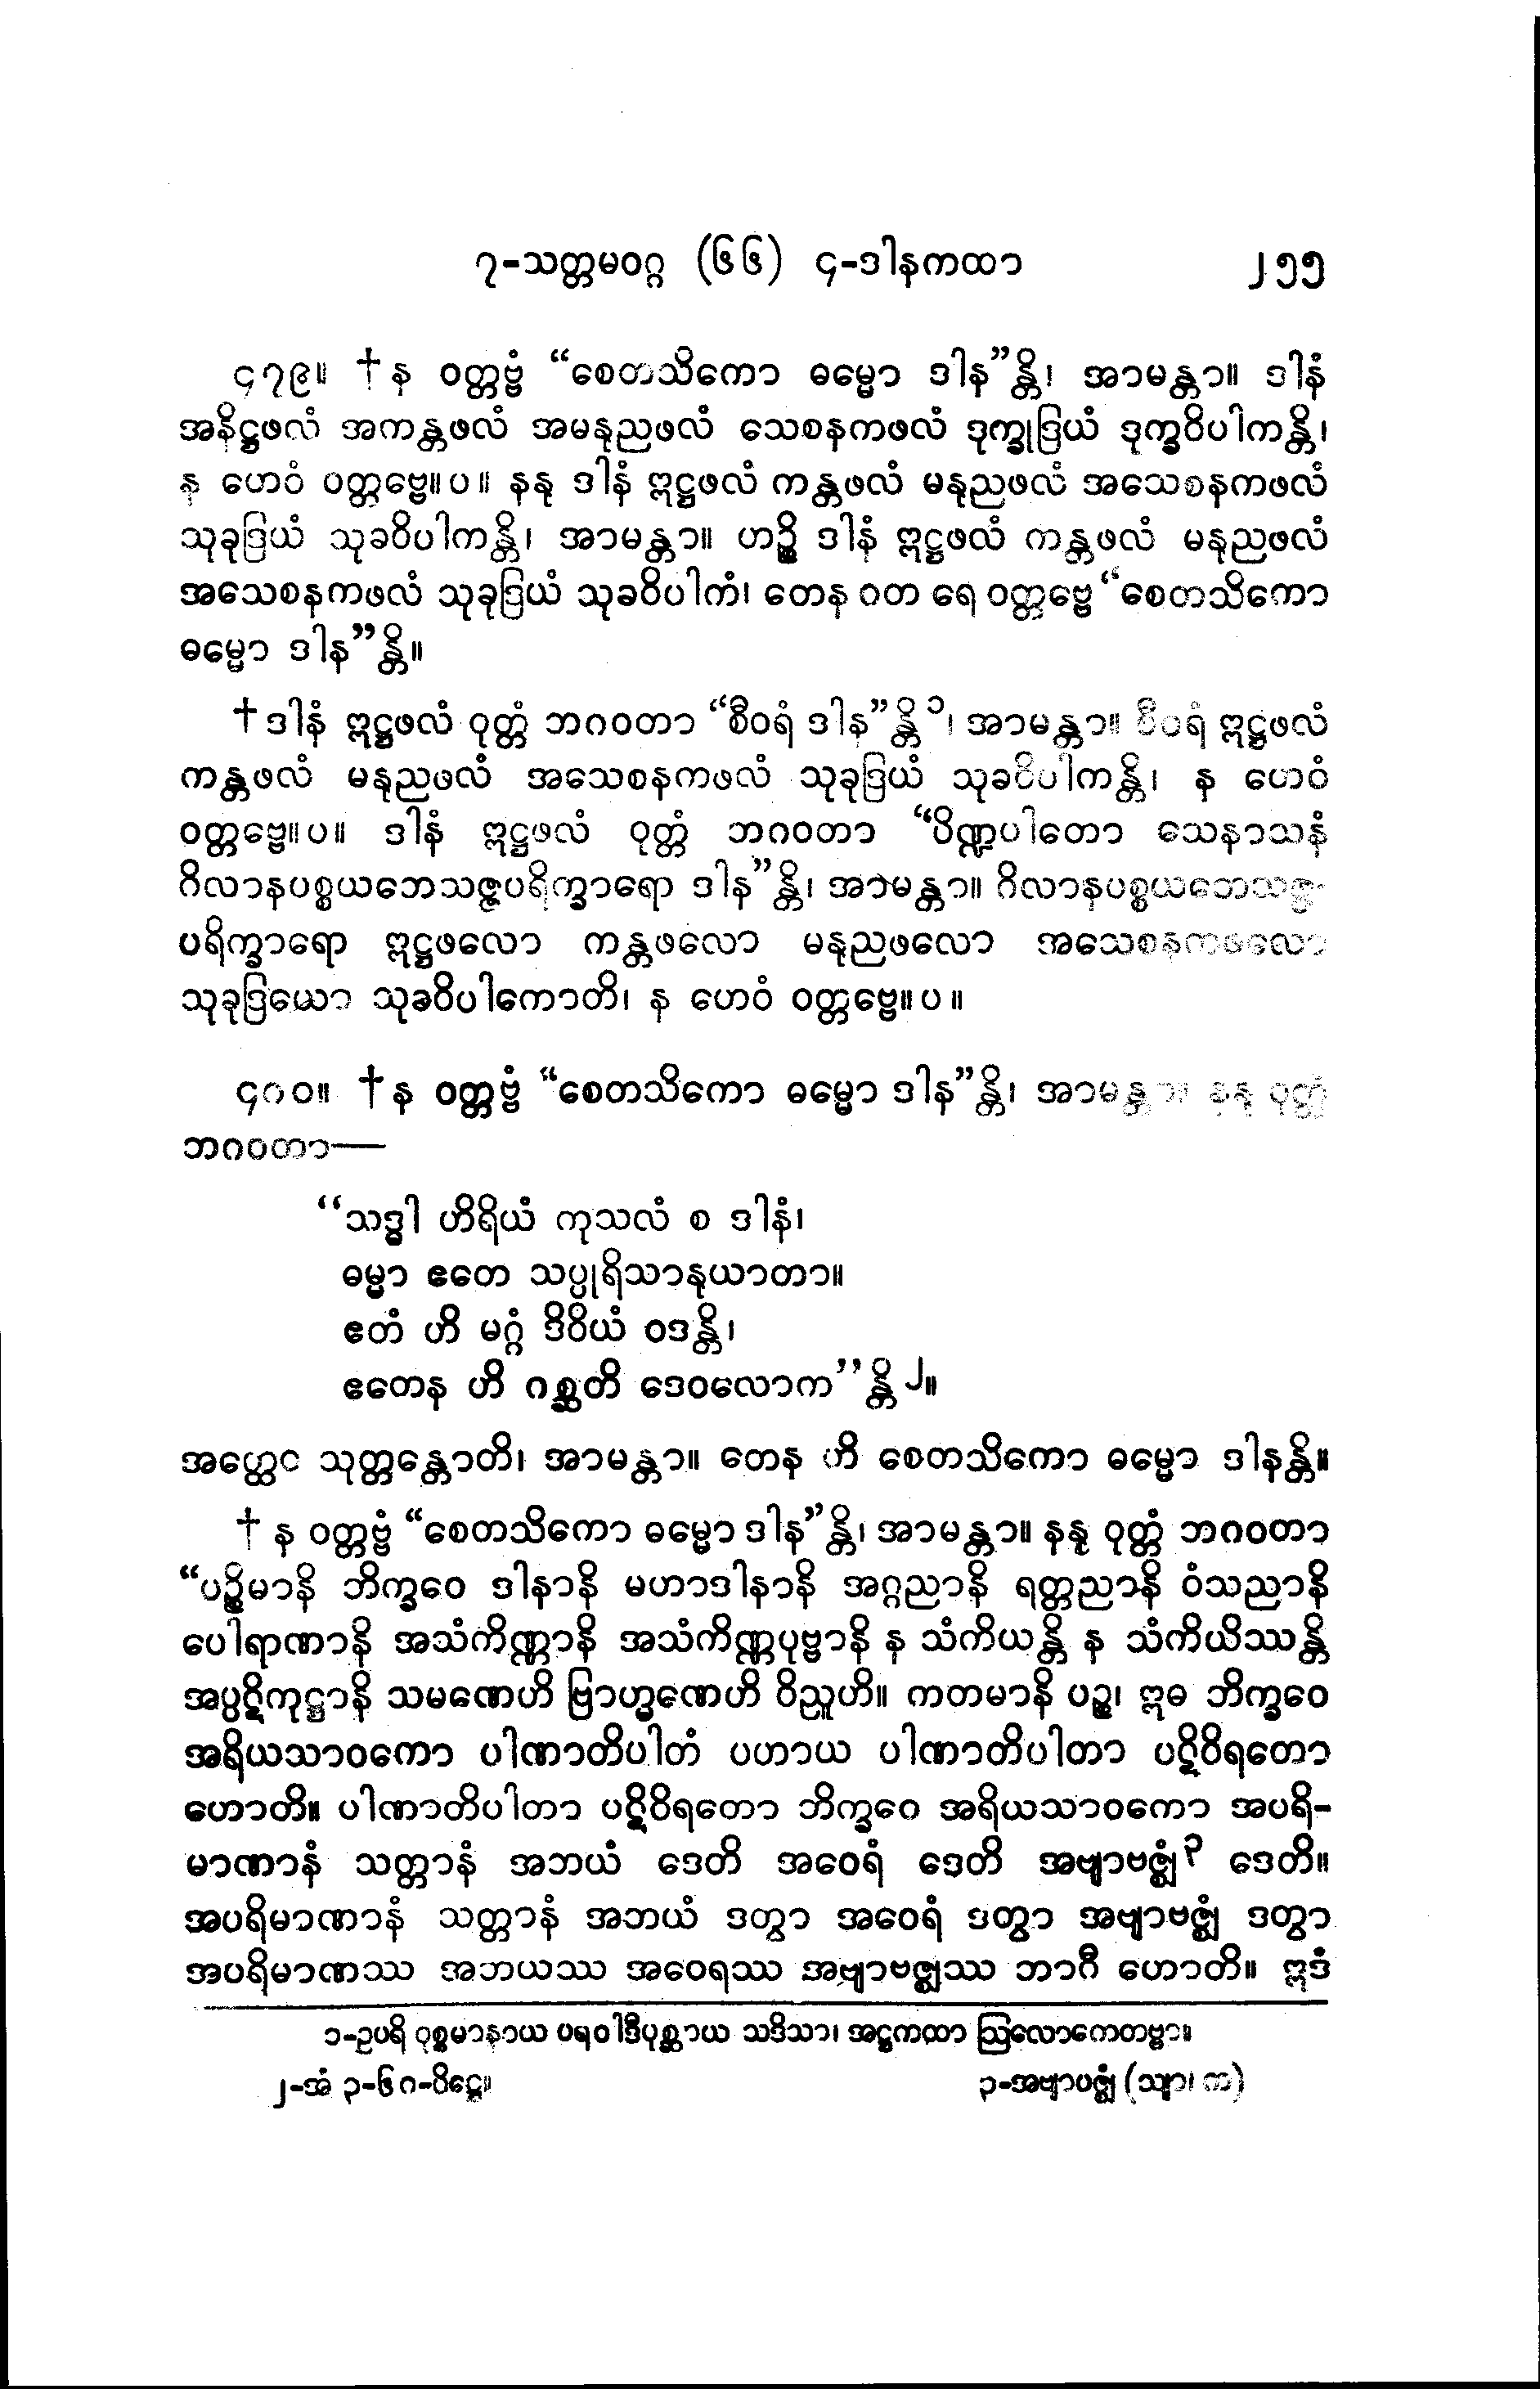 ၇-သတ္တမဝဂ္ဂ (၆၆) ၄-ဒါနကထာ ၂၅၅
၄၇၉။ †န ဝတ္တဗ္ဗံ “စေတသိကော ဓမ္မော ဒါန”န္တိ၊ အာမန္တာ။ ဒါနံ
အနိဋ္ဌဖလံ အကန္တဖလံ အမနုညဖလံ သေစနကဖလံ ဒုက္ခုဒြယံ ဒုက္ခဝိပါကန္တိ၊
န ဟေဝံ ဝတ္တဗ္ဗေ။ပ။ နနု ဒါနံ ဣဋ္ဌဖလံ ကန္တဖလံ မနုညဖလံ အသေစနကဖလံ
သုခုဒြယံ သုခဝိပါကန္တိ၊ အာမန္တာ။ ဟဉ္စိ ဒါနံ ဣဋ္ဌဖလံ ကန္တဖလံ မနုညဖလံ
အသေစနကဖလံ သုခုဒြယံ သုခဝိပါကံ၊ တေန ဝတ ရေ ဝတ္တဗ္ဗေ “စေတသိကော
ဓမ္မော ဒါန”န္တိ။
†ဒါနံ ဣဋ္ဌဖလံ ဝုတ္တံ ဘဂဝတာ “စီဝရံ ဒါန”န္တိ၁၊ အာမန္တာ။ စီဝရံ ဣဋ္ဌဖလံ
ကန္တဖလံ မနုညဖလံ အသေစနကဖလံ သုခုဒြယံ သုခဝိပါကန္တိ၊ န ဟေဝံ
ဝတ္တဗ္ဗေ။ပ။ ဒါနံ ဣဋ္ဌဖလံ ဝုတ္တံ ဘဂဝတာ “ပိဏ္ဍပါတော သေနာသနံ
ဂိလာနပစ္စယဘေသဇ္ဇပရိက္ခာရော ဒါန”န္တိ၊ အာမန္တာ။ ဂိလာနပစ္စယဘေသဇ္ဇ-
ပရိက္ခာရော ဣဋ္ဌဖလော ကန္တဖလော မနုညဖလော အသေစနကဖလော
သုခုဒြယော သုခဝိပါကောတိ၊ န ဟေဝံ ဝတ္တဗ္ဗေ။ပ။
၄၈၀။ †န ဝတ္တဗ္ဗံ “စေတသိကော ဓမ္မော ဒါန”န္တိ၊ အာမန္တာ။ နနု ဝုတ္တံ
ဘဂဝတာ—
“သဒ္ဓါ ဟိရိယံ ကုသလံ စ ဒါနံ၊
ဓမ္မာ ဧတေ သပ္ပုရိသာနုယာတာ။
ဧတံ ဟိ မဂ္ဂံ ဒိဝိယံ ဝဒန္တိ၊
ဧတေန ဟိ ဂစ္ဆတိ ဒေဝလောက”န္တိ၂။
အတ္ထေဝ သုတ္တန္တောတိ၊ အာမန္တာ။ တေန ဟိ စေတသိကော ဓမ္မော ဒါနန္တိ။
† န ဝတ္တဗ္ဗံ “စေတသိကော ဓမ္မော ဒါန”န္တိ၊ အာမန္တာ။ နနု ဝုတ္တံ ဘဂဝတာ
“ပဉ္စိမာနိ ဘိက္ခဝေ ဒါနာနိ မဟာဒါနာနိ အဂ္ဂညာနိ ရတ္တညာနိ ဝံသညာနိ
ပေါရာဏာနိ အသံကိဏ္ဏာနိ အသံကိဏ္ဏပုဗ္ဗာနိ န သံကိယန္တိ န သံကိယိဿန္တိ
အပ္ပဋိကုဋ္ဌာနိ သမဏေဟိ ဗြာဟ္မဏေဟိ ဝိညူဟိ။ ကတမာနိ ပဉ္စ၊ ဣဓ ဘိက္ခဝေ
အရိယသာဝကော ပါဏာတိပါတံ ပဟာယ ပါဏာတိပါတာ ပဋိဝိရတော
ဟောတိ။ ပါဏာတိပါတာ ပဋိဝိရတော ဘိက္ခဝေ အရိယသာဝကော အပရိ-
မာဏာနံ သတ္တာနံ အဘယံ ဒေတိ အဝေရံ ဒေတိ အဗျာဗဇ္ဈံ၃ ဒေတိ။
အပရိမာဏာနံ သတ္တာနံ အဘယံ ဒတွာ အဝေရံ ဒတွာ အဗျာဗဇ္ဈံ ဒတွာ
အပရိမာဏဿ အဘယဿ အဝေရဿ အဗျာဗဇ္ဈဿ ဘာဂီ ဟောတိ။ ဣဒံ
၁-ဥပရိ ဝုစ္စမာနာယ ပရဝါဒီပုစ္ဆာယ သဒိသာ၊ အဋ္ဌကထာ ဩလောကေတဗ္ဗာ။
၂-အံ ၃-၆၈-ပိဋ္ဌေ။ ၃-အဗျာပဇ္ဈံ (သျာ၊ က)